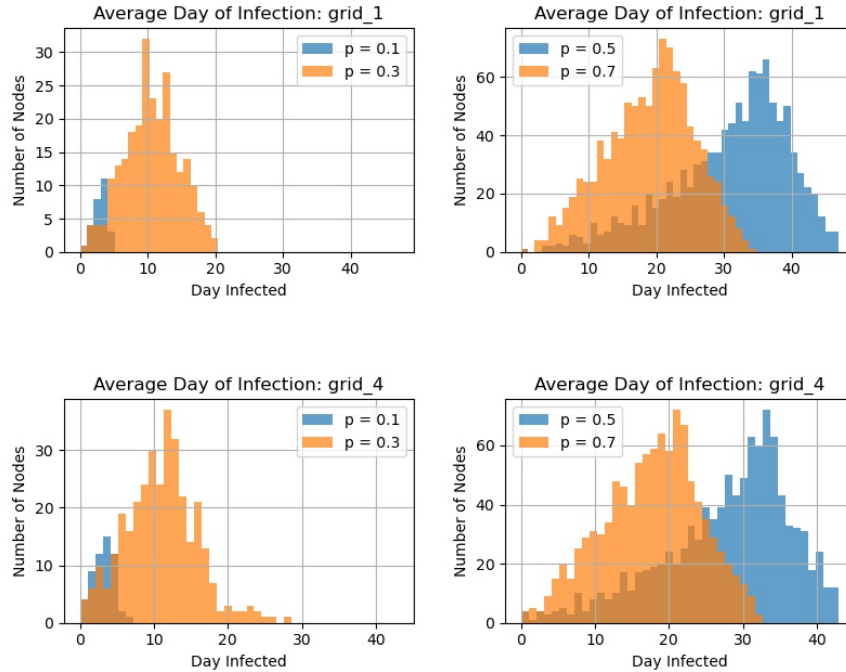 Average Day of Infection: grid_1
30
25
20
15
10
5
0
Number of Nodes
p = 0.1
p = 0.3
0 10 20 30 40
Day Infected
Average Day of Infection: grid_1
60
40
20
0
Number of Nodes
p = 0.5
p = 0.7
0 10 20 30 40
Day Infected
Average Day of Infection: grid_4
30
20
10
0
Number of Nodes
p = 0.1
p = 0.3
0 10 20 30 40
Day Infected
Average Day of Infection: grid_4
60
40
20
0
Number of Nodes
p = 0.5
p = 0.7
0 10 20 30 40
Day Infected